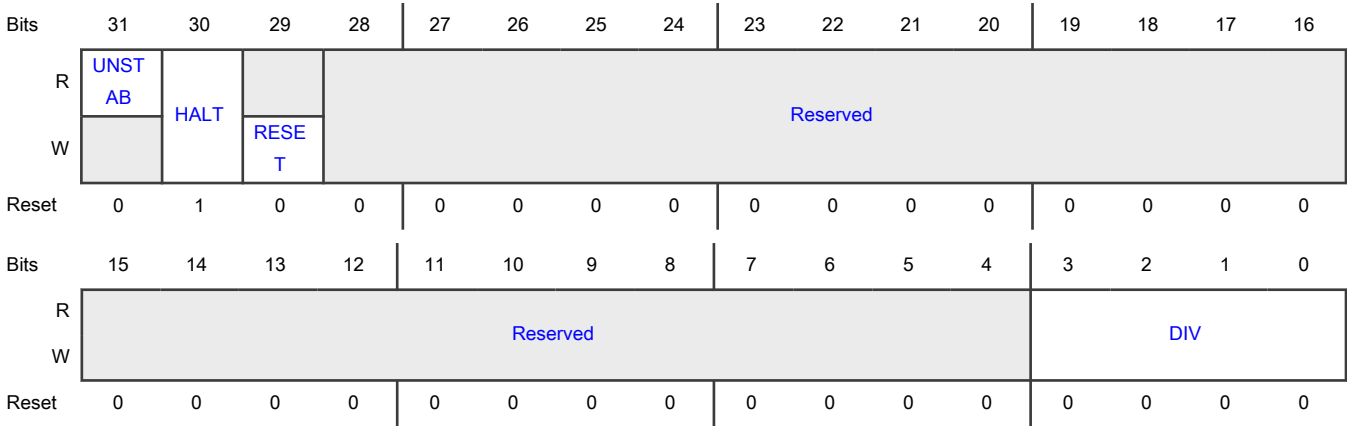 Bits 31 30 29 28 27 26 25 24 23 22 21 20 19 18 17 16
R UNST
AB
HALT Reserved
W RESE
T
Reset 0 1 0 0 0 0 0 0 0 0 0 0 0 0 0 0
Bits 15 14 13 12 11 10 9 8 7 6 5 4 3 2 1 0
R
Reserved DIV
W
Reset 0 0 0 0 0 0 0 0 0 0 0 0 0 0 0 0